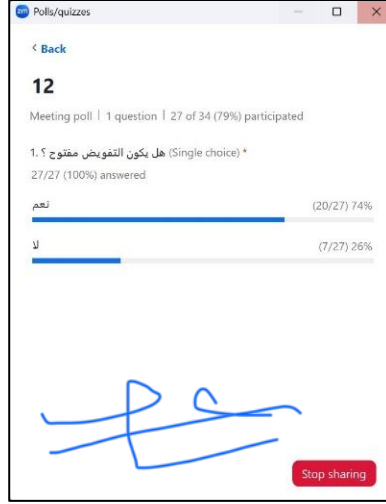 zm Polls/quizzes
< Back
12
Meeting poll | 1 question | 27 of 34 (79%) participated
1. هل يكون التفويض مفتوح ؟ (Single choice) *
27/27 (100%) answered
نعم (20/27) 74%
لا (7/27) 26%
Stop sharing